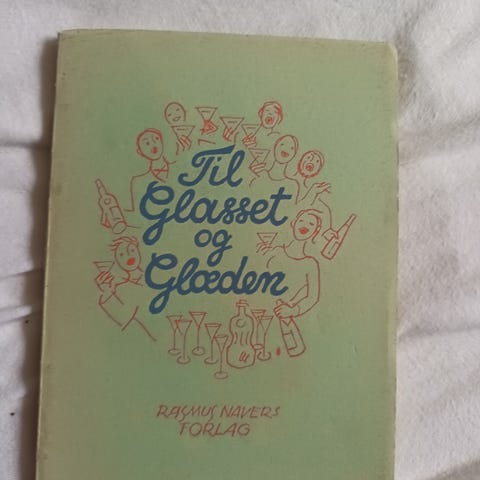 Til
Glasset
og
Glæden
RASMUS NAVERS
FORLAG